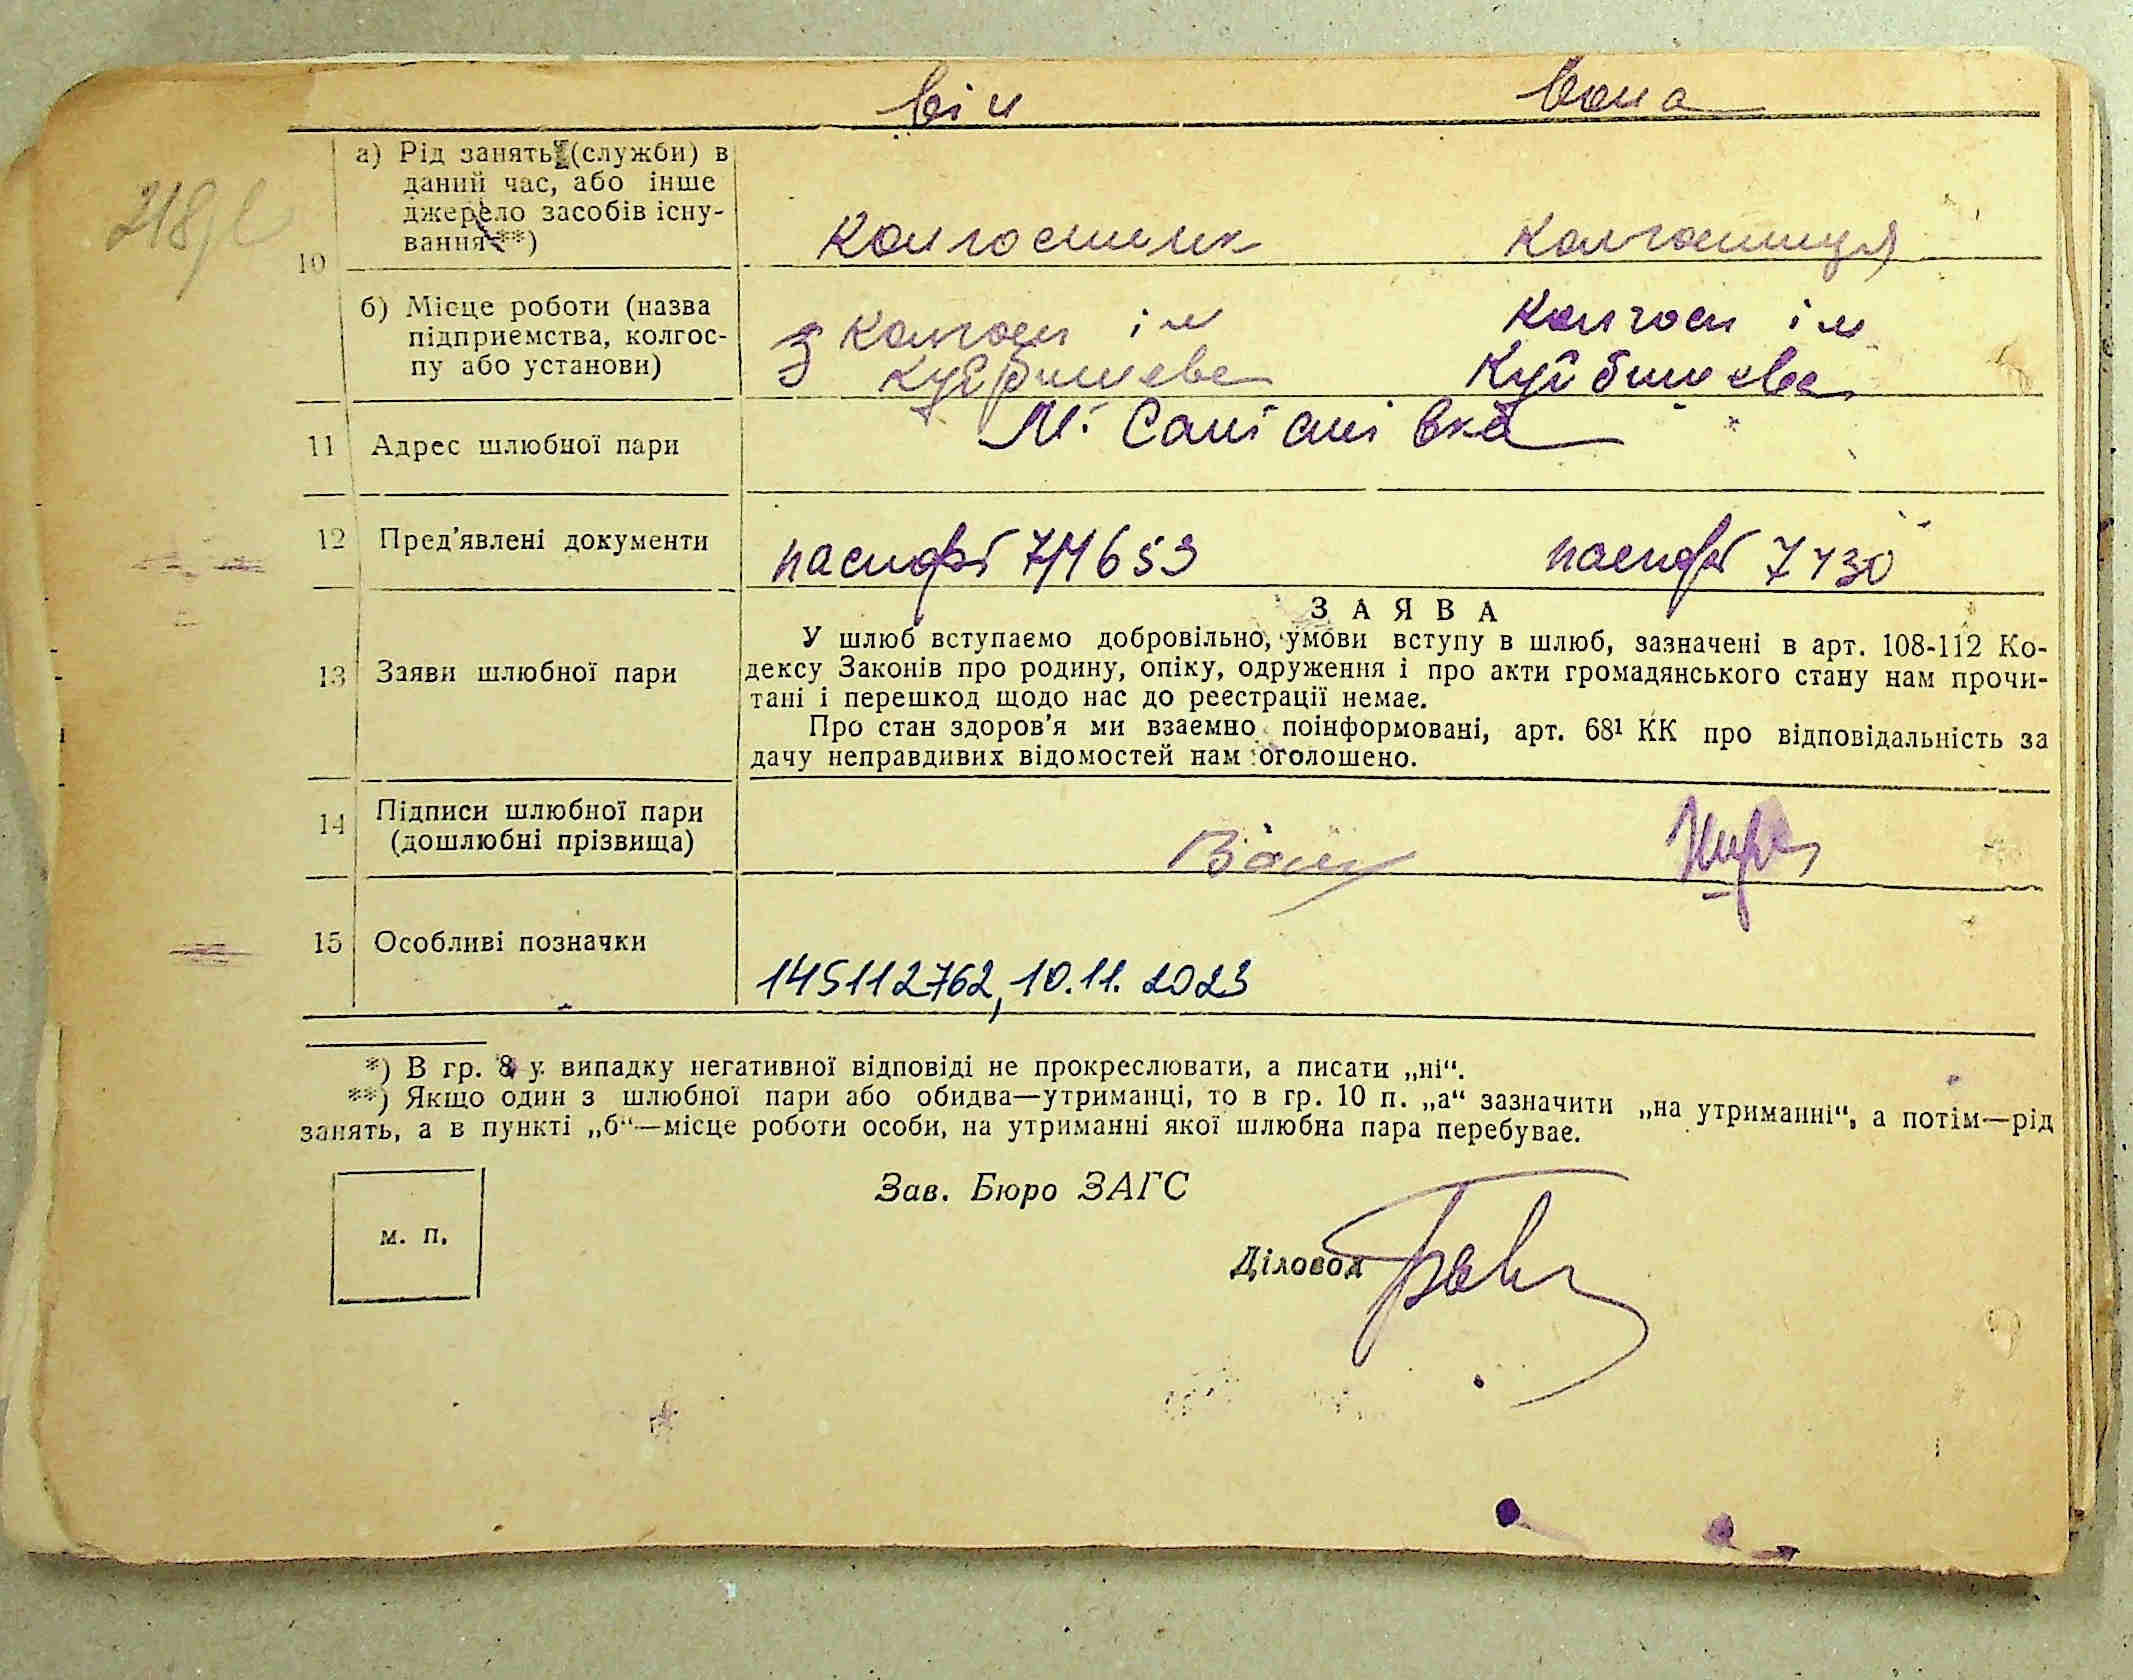 він вона
а) Рід занять (служби) в
даний час, або інше
джерело засобів існу-
вання **)
10
колгоспник колгоспниця
б) Місце роботи (назва
підприємства, колгос-
пу або установи)
колгосп ім колгосп ім
Куйбишева Куйбишева
11 Адрес шлюбної пари
12 Пред'явлені документи
паспорт паспорт 7430
13 Заяви шлюбної пари
ЗАЯВА
У шлюб вступаємо добровільно, умови вступу в шлюб, зазначені в арт. 108-112 Ко-
дексу Законів про родину, опіку, одруження і про акти громадянського стану нам прочи-
тані і перешкод щодо нас до реєстрації немає.
Про стан здоров'я ми взаємно поінформовані, арт. 68¹ КК про відповідальність за
дачу неправдивих відомостей нам оголошено.
14 Підписи шлюбної пари
(дошлюбні прізвища)
15 Особливі позначки
145112762, 10.11.2023
*) В гр. 8 у випадку негативної відповіді не прокреслювати, а писати „ні“.
**) Якщо один з шлюбної пари або обидва—утриманці, то в гр. 10 п. „а“ зазначити „на утриманні“, а потім—рід
занять, а в пункті „б“—місце роботи особи, на утриманні якої шлюбна пара перебуває.
Зав. Бюро ЗАГС
м. п.
Діловод